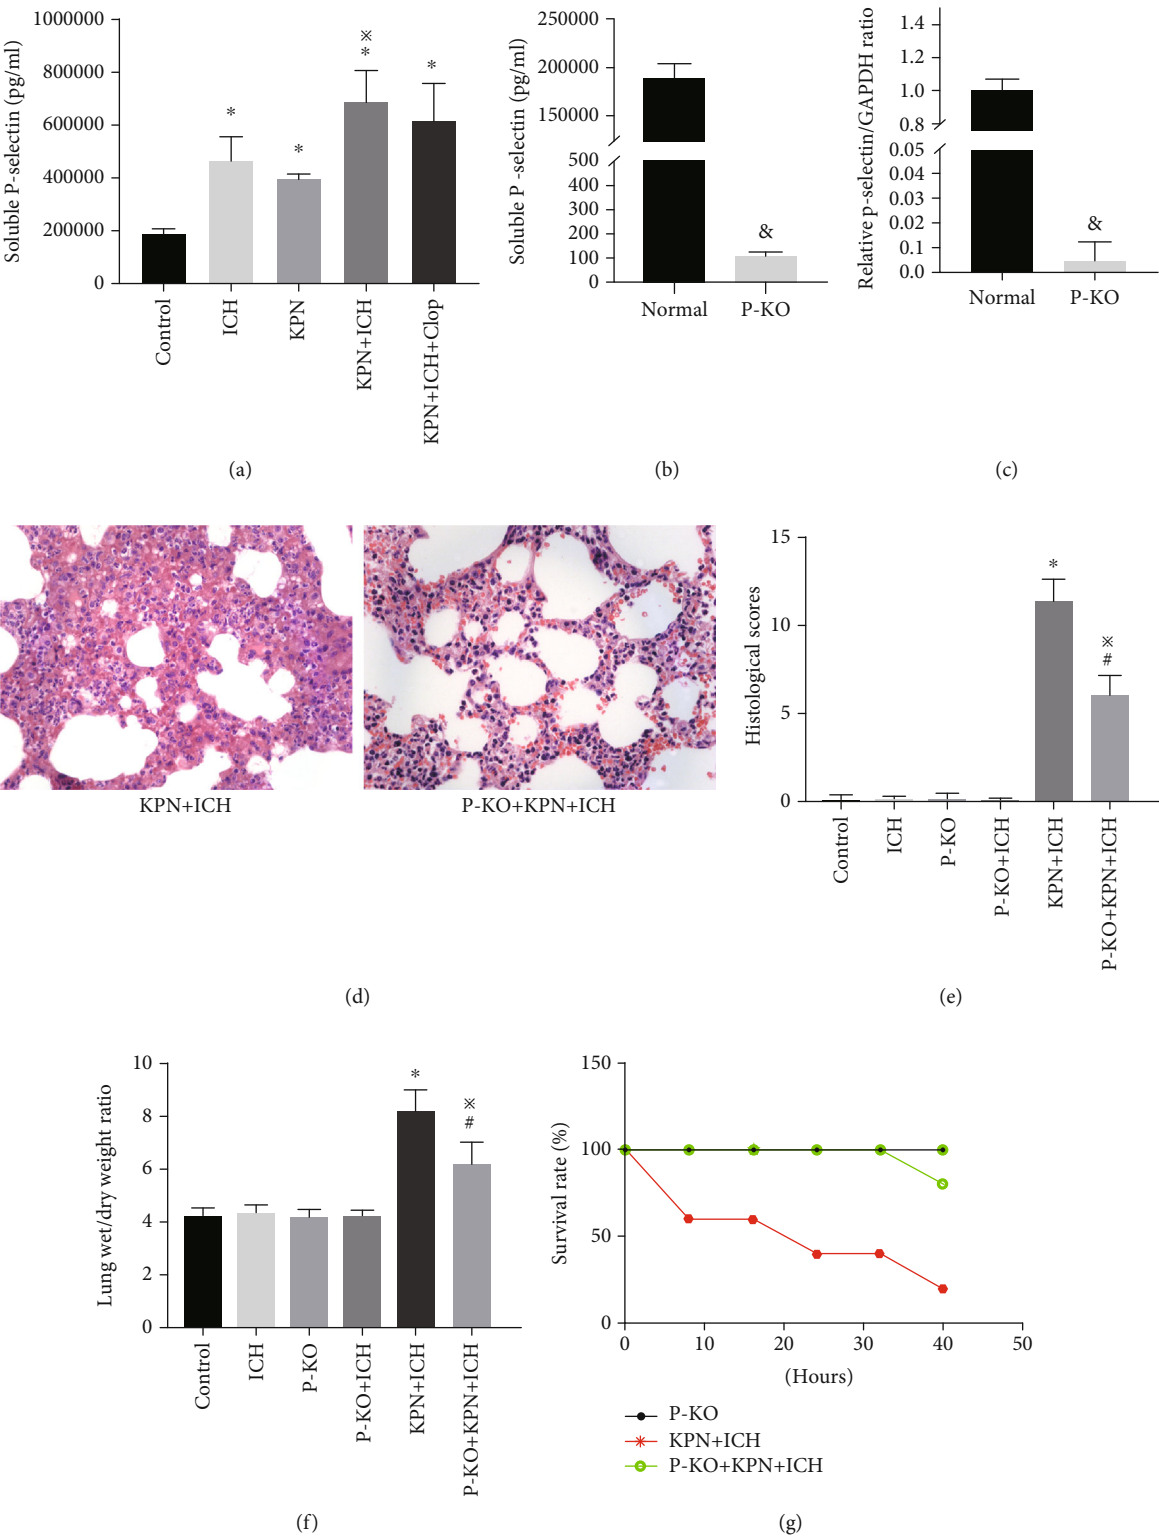 Soluble P-selectin (pg/ml)
1000000
800000
600000
400000
200000
0
*
*
※
*
*
Control
ICH
KPN
KPN+ICH
KPN+ICH+Clop
(a)
Soluble P -selectin (pg/ml)
250000
200000
150000
500
400
300
200
100
0
&
Normal
P-KO
(b)
Relative p-selectin/GAPDH ratio
1.4
1.2
1.0
0.8
0.05
0.04
0.03
0.02
0.1
0.0
&
Normal
P-KO
(c)
KPN+ICH
P-KO+KPN+ICH
(d)
Histological scores
15
10
5
0
*
※
#
Control
ICH
P-KO
P-KO+ICH
KPN+ICH
P-KO+KPN+ICH
(e)
Lung wet/dry weight ratio
10
8
6
4
2
0
*
※
#
Control
ICH
P-KO
P-KO+ICH
KPN+ICH
P-KO+KPN+ICH
(f)
Survival rate (%)
150
100
50
0
0 10 20 30 40 50
(Hours)
P-KO
KPN+ICH
P-KO+KPN+ICH
(g)